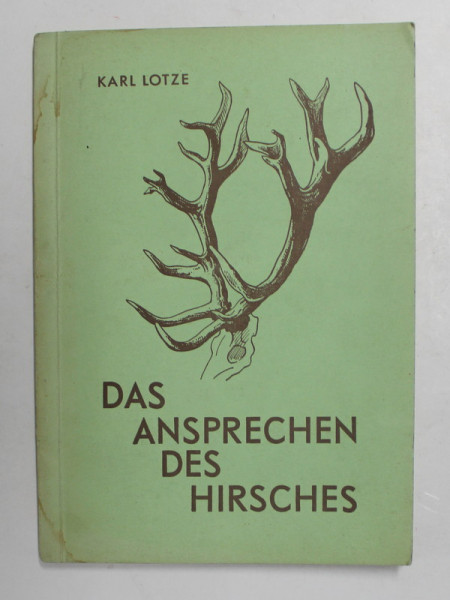 KARL LOTZE
DAS
ANSPRECHEN
DES
HIRSCHES